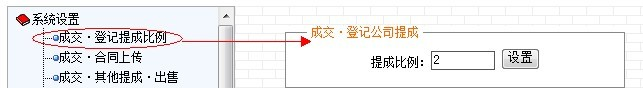 系统设置
成交·登记提成比例
成交·合同上传
成交·其他提成·出售
成交·登记公司提成
提成比例： 2 设置